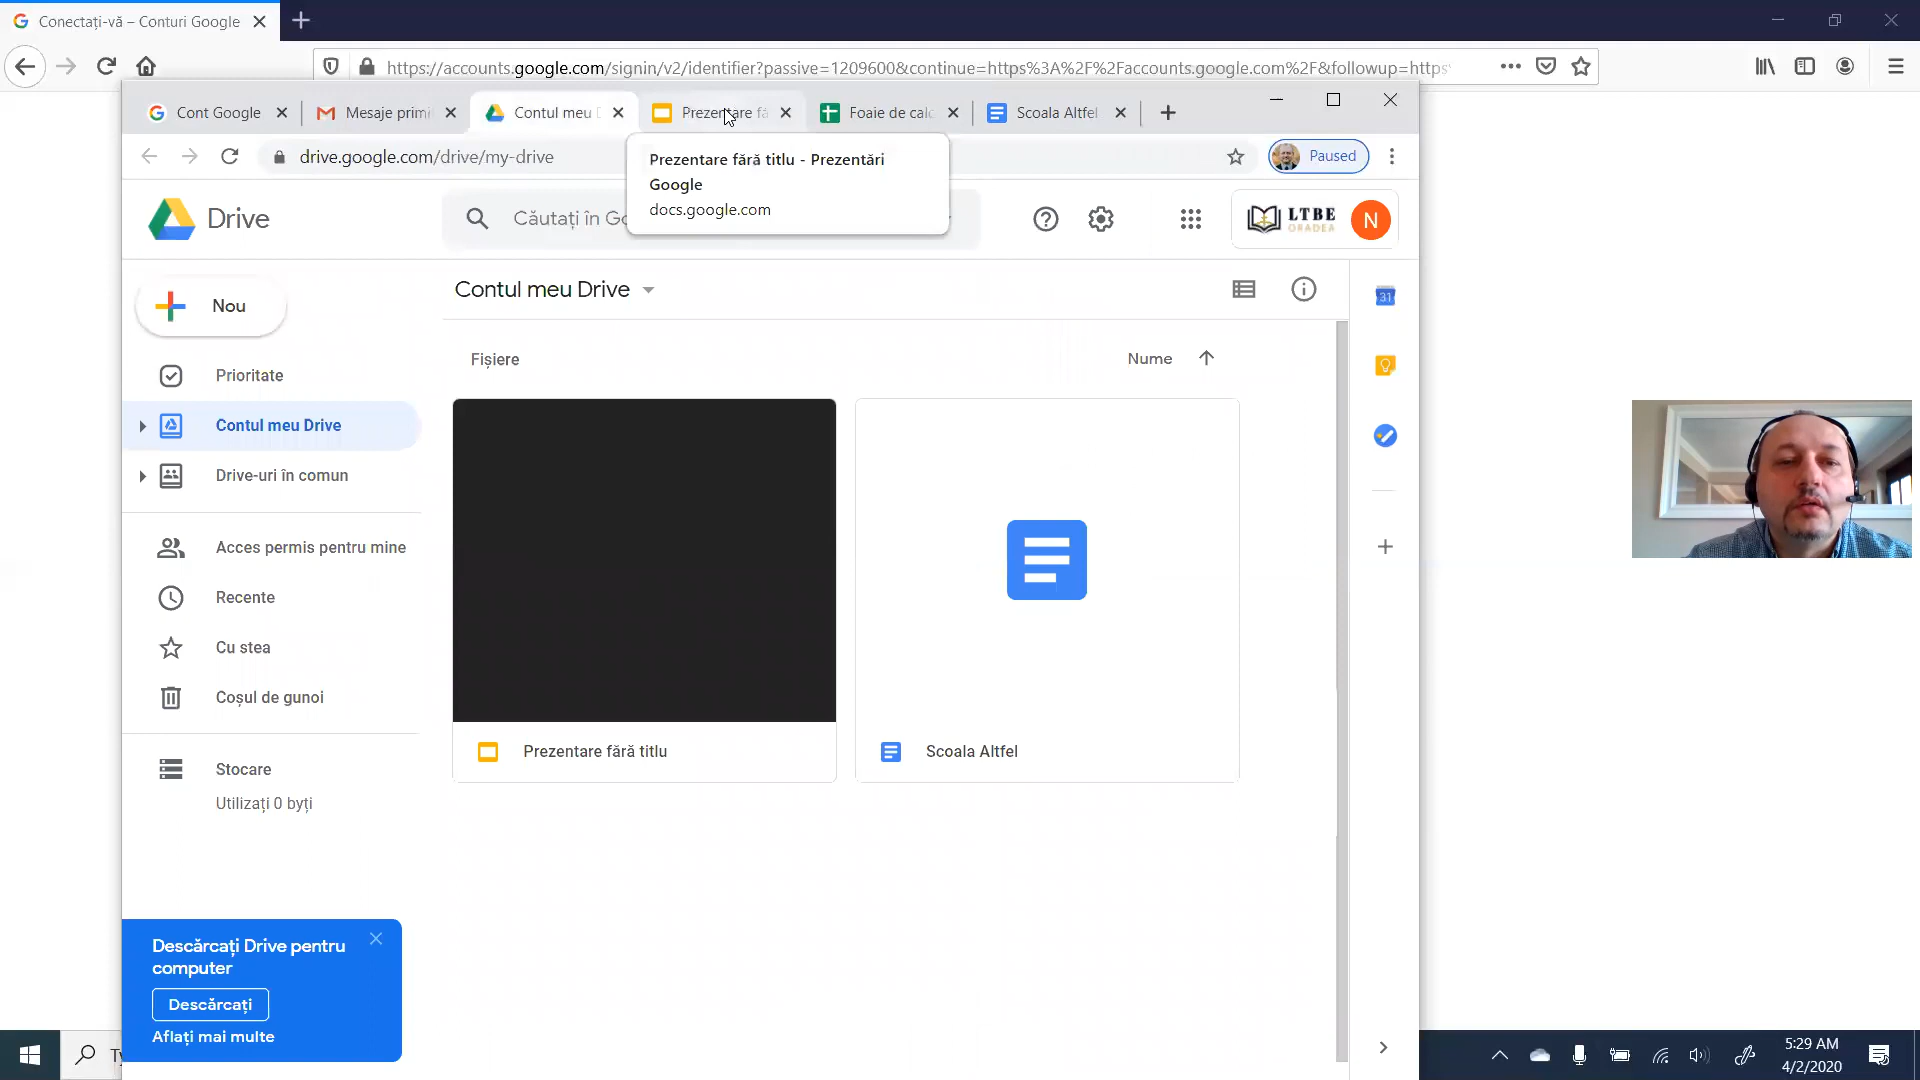 Conectați-vă – Conturi Google
https://accounts.google.com/signin/v2/identifier?passive=1209600&continue=https%3A%2F%2Faccounts.google.com%2F&followup=https
Cont Google
Mesaje primi
Contul meu D
Prezentare fă
Foaie de calc
Scoala Altfel
drive.google.com/drive/my-drive
Paused
Prezentare fără titlu - Prezentări
Google
docs.google.com
Drive
Căutați în Go
LTBE
ORADEA
N
Nou
Contul meu Drive
31
Fișiere
Nume
Prioritate
Contul meu Drive
Drive-uri în comun
Acces permis pentru mine
Recente
Cu stea
Coșul de gunoi
Prezentare fără titlu
Scoala Altfel
Stocare
Utilizați 0 byți
Descărcați Drive pentru
computer
Descărcați
Aflați mai multe
5:29 AM
4/2/2020